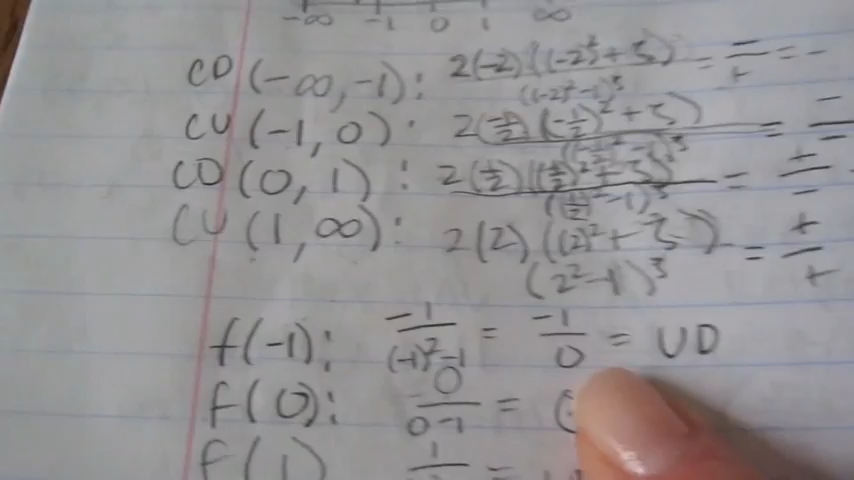 -∞ -1 0 1 ∞
CD (-∞, -1): 2(-2)((-2)²+3) / ((-2)²-1)³ = -/+ = -
CU (-1, 0): 2(-1/2)(-1/2)²+3) / ((-1/2)²-1)³ = -/-
CD (0, 1): 2(1/2)((1/2)²+3) / ((1/2)²-1)³ = +/-
CU (1, ∞): 2(2)((2)²+3) / (2²-1)³ = +/+
f(-1): -1/((-1)²-1) = -1/0 = UD
f(0): 0/(0-1) =
f(1) 1 =